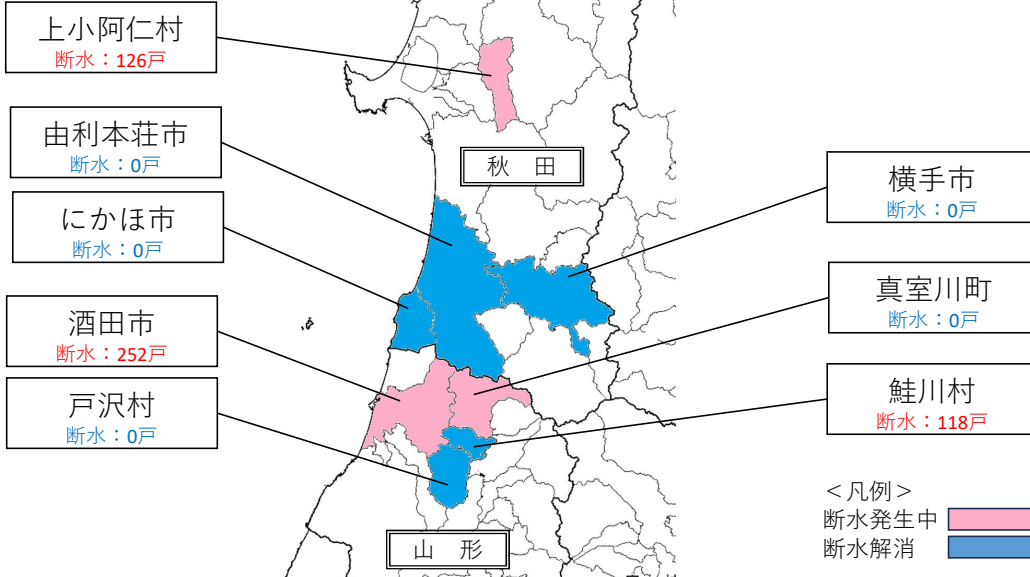 上小阿仁村
断水：126戸
由利本荘市
断水：0戸
にかほ市
断水：0戸
酒田市
断水：252戸
戸沢村
断水：0戸
秋　田
山　形
横手市
断水：0戸
真室川町
断水：0戸
鮭川村
断水：118戸
＜凡例＞
断水発生中
断水解消